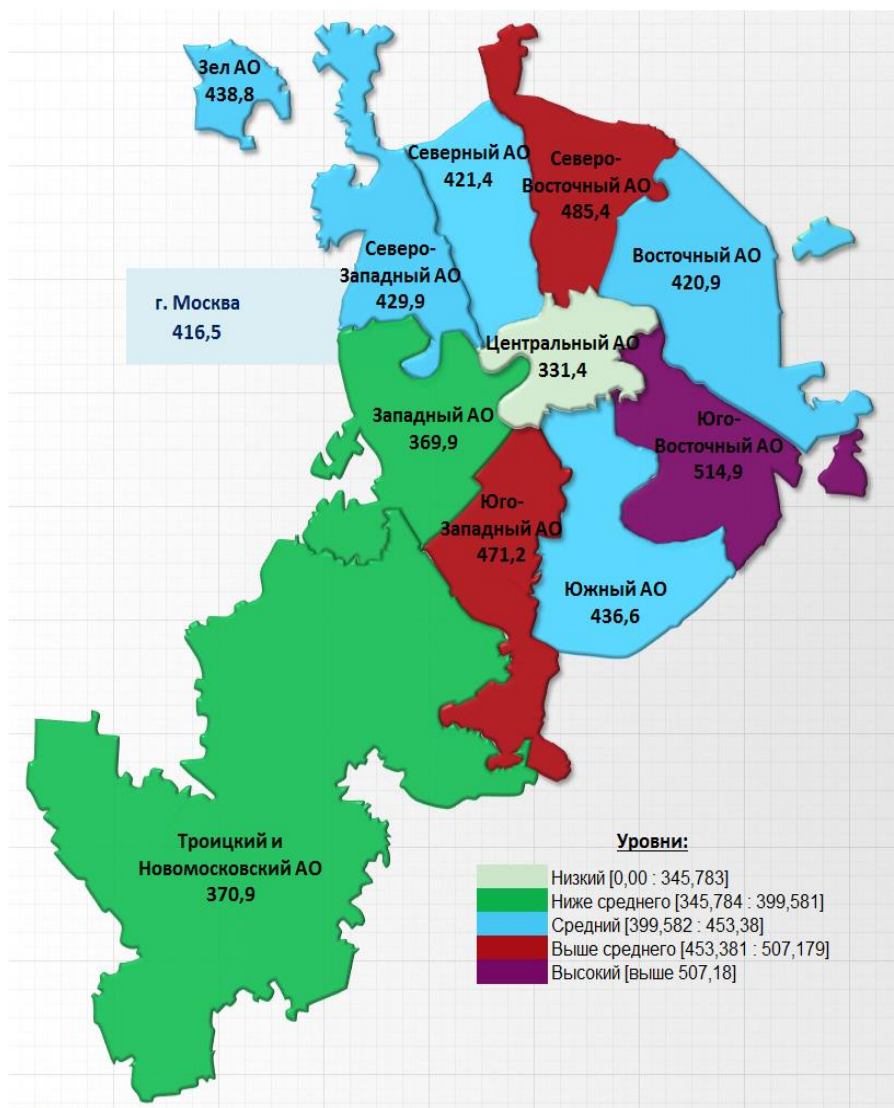 Зел АО
438,8
Северный АО
421,4
Северо-
Восточный АО
485,4
Северо-
Западный АО
429,9
Восточный АО
420,9
г. Москва
416,5
Центральный АО
331,4
Западный АО
369,9
Юго-
Восточный АО
514,9
Юго-
Западный АО
471,2
Южный АО
436,6
Троицкий и
Новомосковский АО
370,9
Уровни:
Низкий [0,00 : 345,783]
Ниже среднего [345,784 : 399,581]
Средний [399,582 : 453,38]
Выше среднего [453,381 : 507,179]
Высокий [выше 507,18]